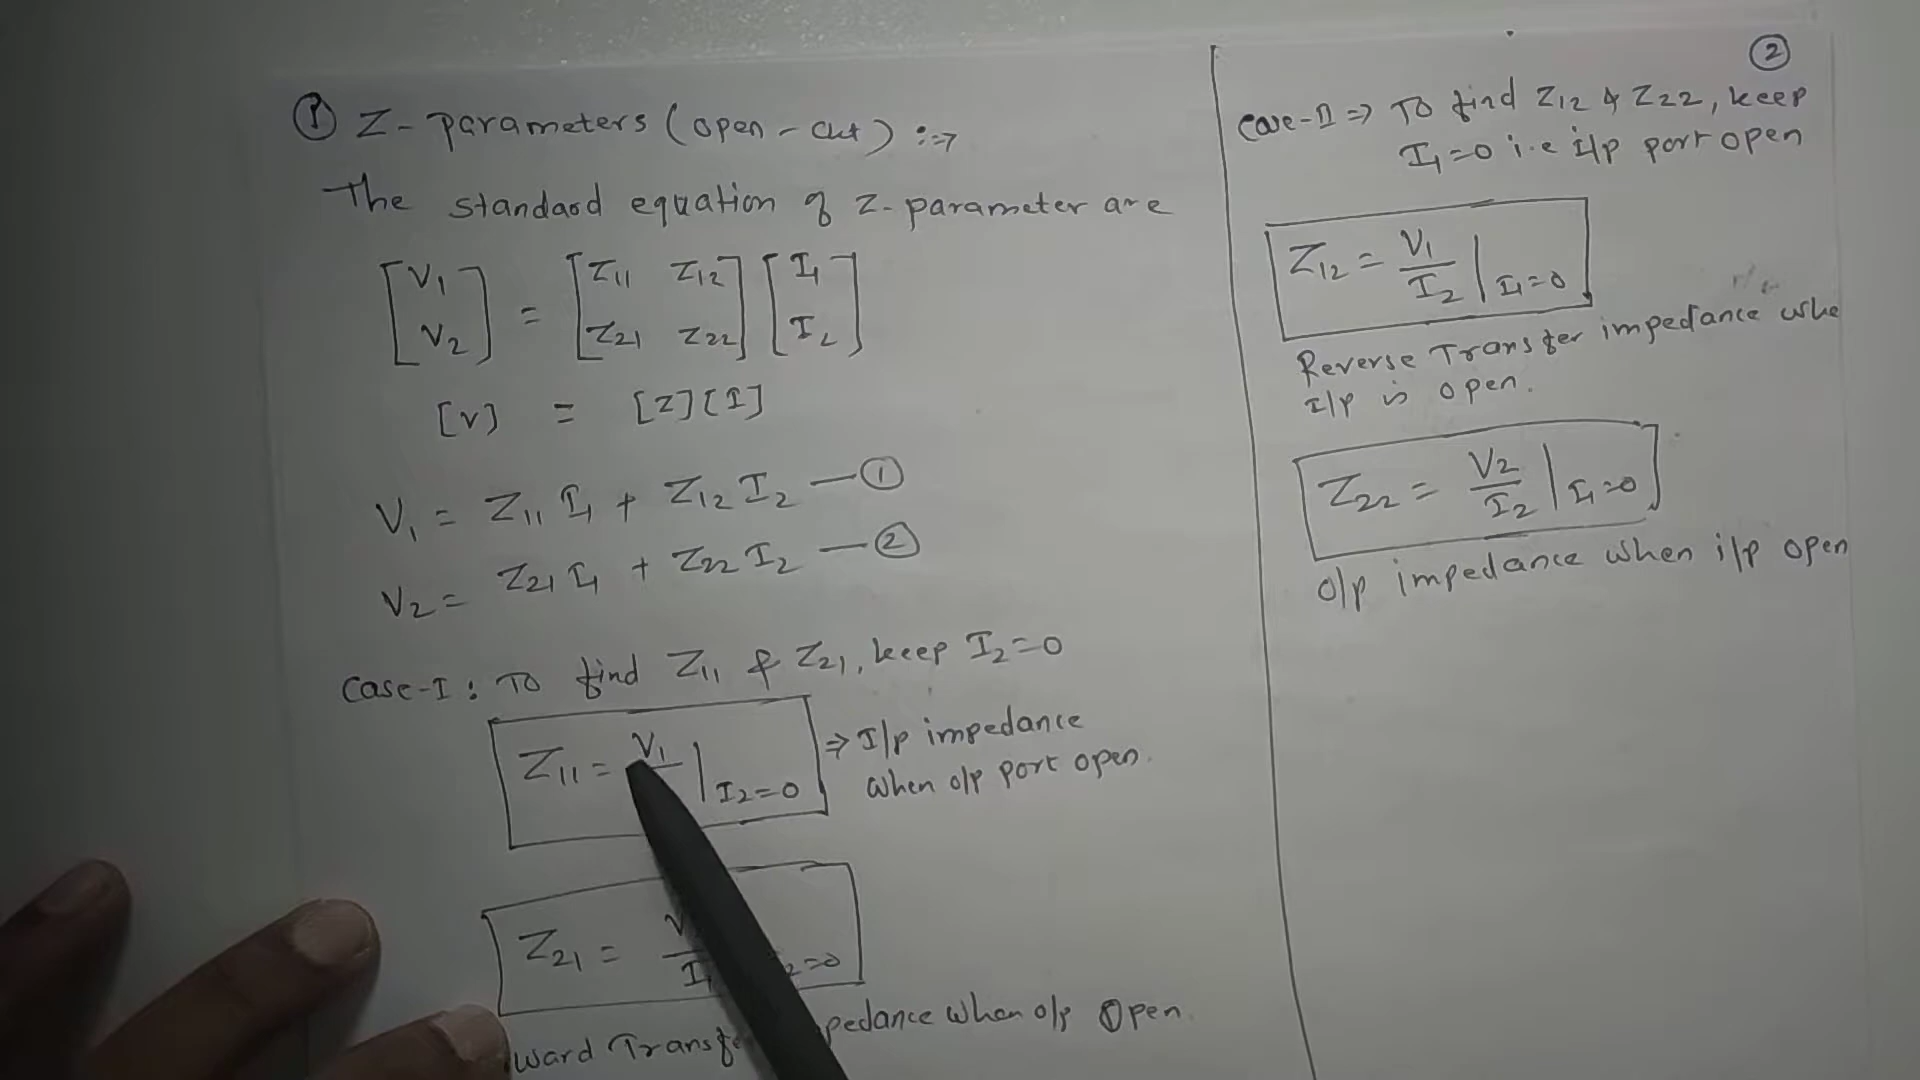 ① Z-parameters (open-ckt) :→
The standard equation of Z-parameter are
[V1 V2] = [Z11 Z12 Z21 Z22] [I1 I2]
[V] = [Z][I]
V1 = Z11 I1 + Z12 I2 —①
V2 = Z21 I1 + Z22 I2 —②
Case-I : To find Z11 & Z21, keep I2=0
Z11 = V1 | I2=0 ⇒ I/p impedance
when o/p port open.
Z21 = V / I1 2=0
ward Transfe pedance when o/p open.
②
Case-II ⇒ To find Z12 & Z22, keep
I1=0 i.e i/p port open
Z12 = V1/I2 | I1=0
Reverse Transfer impedance whe
I/p is open.
Z22 = V2/I2 | I1=0
o/p impedance when i/p open